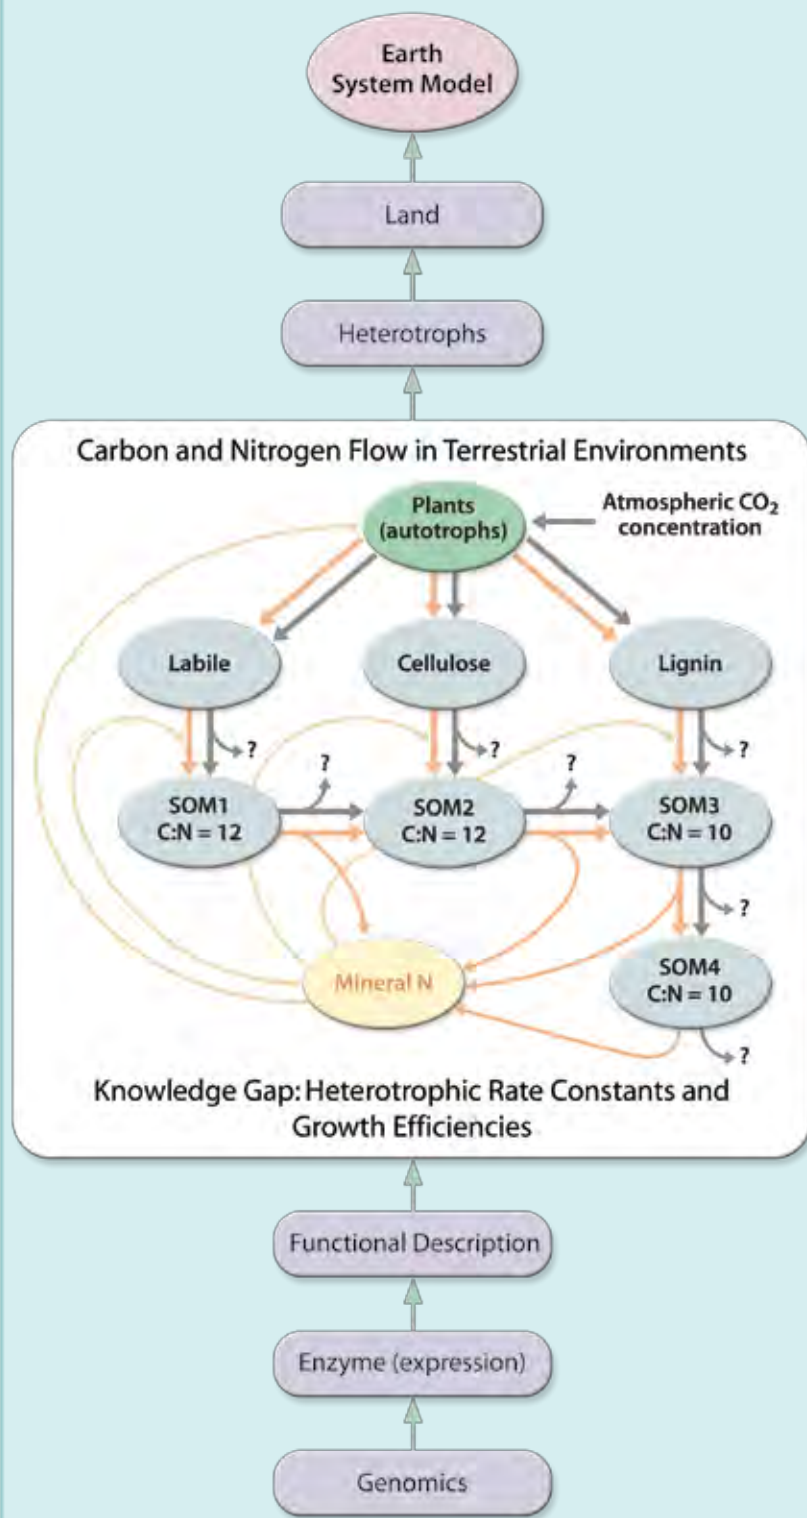 Earth
System Model
Land
Heterotrophs
Carbon and Nitrogen Flow in Terrestrial Environments
Plants
(autotrophs)
Atmospheric CO₂
concentration
Labile
Cellulose
Lignin
?
?
?
?
?
SOM1
C:N = 12
SOM2
C:N = 12
SOM3
C:N = 10
?
Mineral N
SOM4
C:N = 10
?
Knowledge Gap: Heterotrophic Rate Constants and
Growth Efficiencies
Functional Description
Enzyme (expression)
Genomics